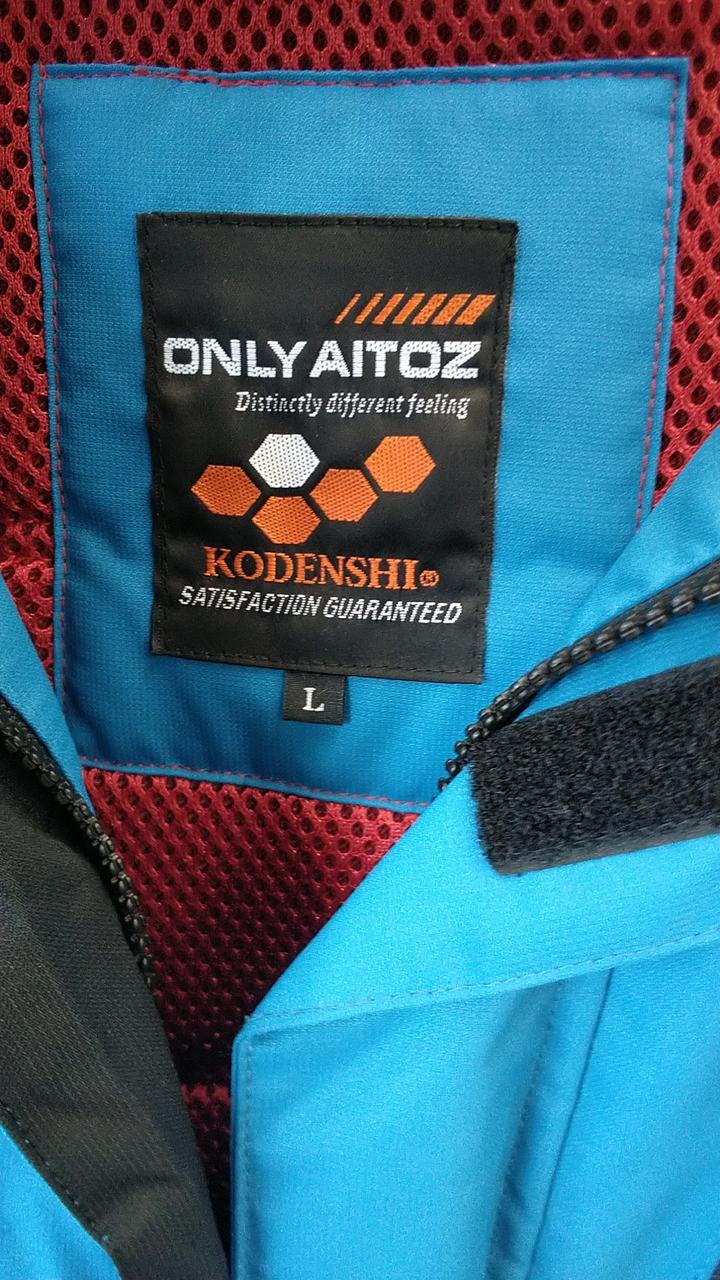 ONLY AITOZ
Distinctly different feeling
KODENSHI®
SATISFACTION GUARANTEED
L